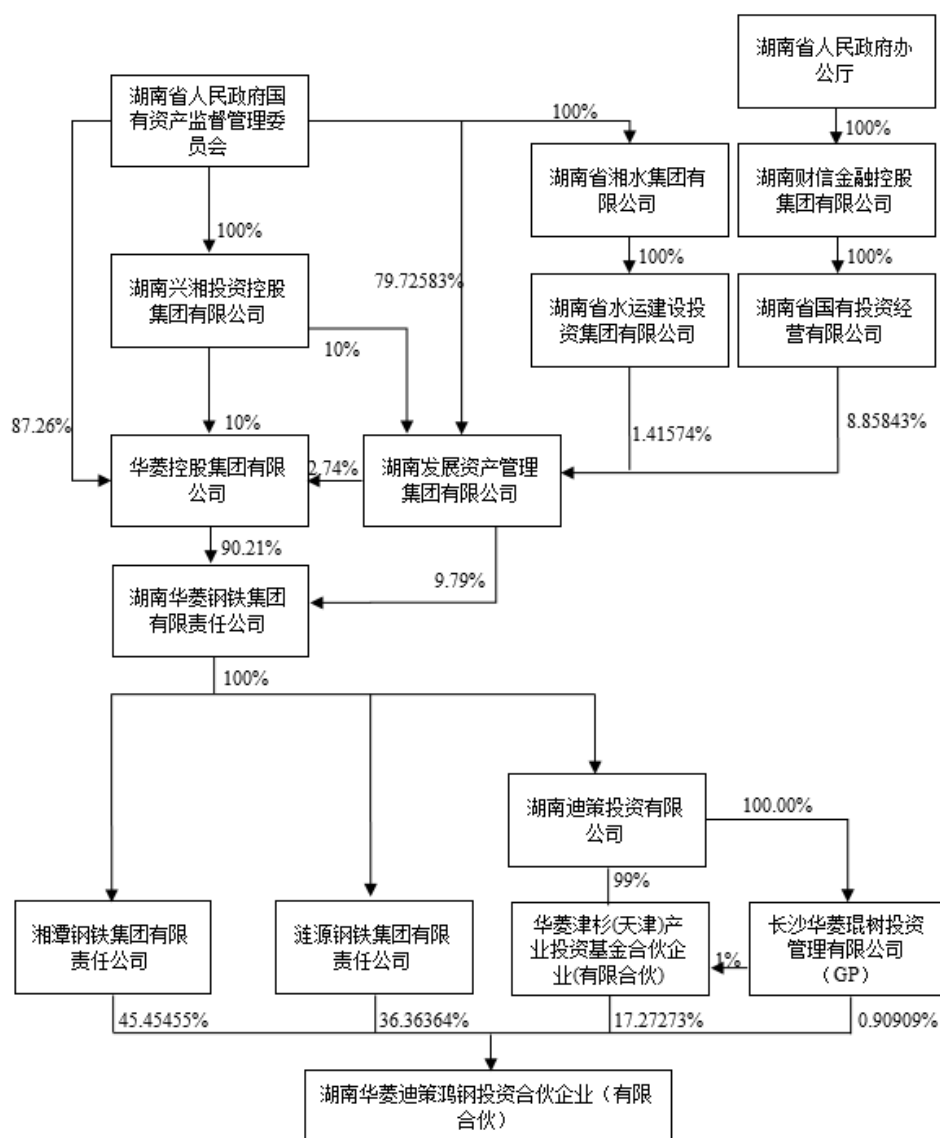 湖南省人民政府办
公厅
湖南省人民政府国
有资产监督管理委
员会
100%
100%
湖南省湘水集团有
限公司
湖南财信金融控股
集团有限公司
100%
100%
100%
79.72583%
湖南兴湘投资控股
集团有限公司
湖南省水运建设投
资集团有限公司
湖南省国有投资经
营有限公司
10%
87.26%
10%
1.41574%
8.85843%
华菱控股集团有限
公司
2.74%
湖南发展资产管理
集团有限公司
90.21%
9.79%
湖南华菱钢铁集团
有限责任公司
100%
湖南迪策投资有限
公司
100.00%
99%
湘潭钢铁集团有限
责任公司
涟源钢铁集团有限
责任公司
华菱津杉(天津)产
业投资基金合伙企
业(有限合伙)
1%
长沙华菱琨树投资
管理有限公司
（GP）
45.45455%
36.36364%
17.27273%
0.90909%
湖南华菱迪策鸿钢投资合伙企业（有限
合伙）